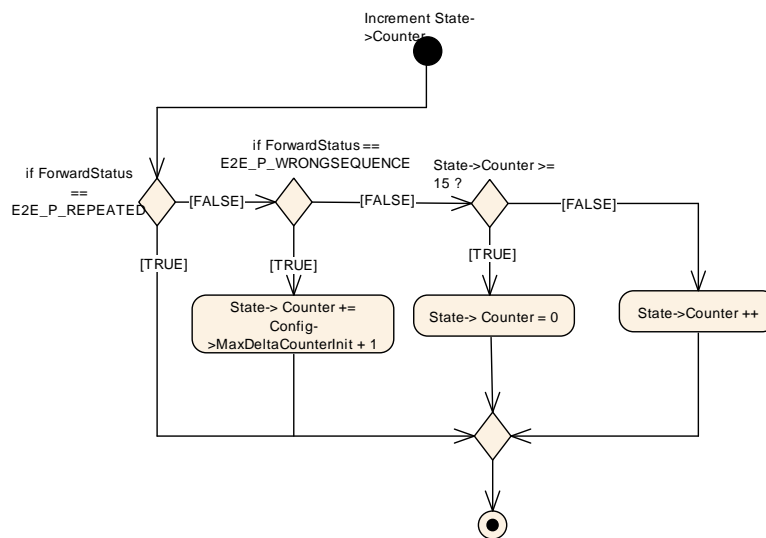 Increment State-
>Counter
if ForwardStatus
==
E2E_P_REPEATED
if ForwardStatus ==
E2E_P_WRONGSEQUENCE
State->Counter >=
15 ?
[FALSE]
[FALSE]
[FALSE]
[TRUE]
[TRUE]
[TRUE]
State-> Counter +=
Config-
>MaxDeltaCounterInit + 1
State-> Counter = 0
State->Counter ++